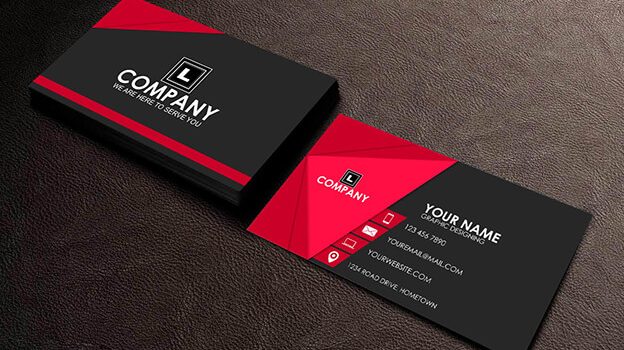 L
COMPANY
WE ARE HERE TO SERVE YOU
L
COMPANY
YOUR NAME
GRAPHIC DESIGNING
123 456 7890
YOUREMAIL@MAIL.COM
YOURWEBSITE.COM
1234 ROAD DRIVE, HOMETOWN